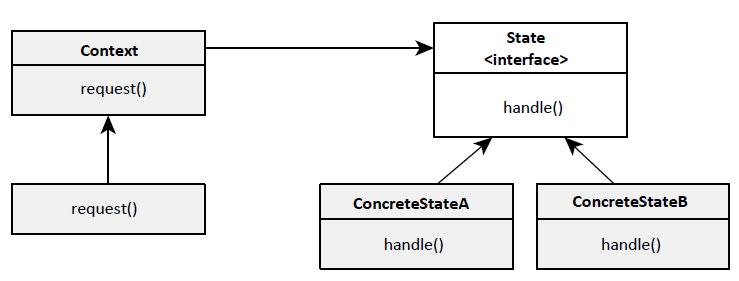 Context
request()
State
<interface>
handle()
request()
ConcreteStateA
handle()
ConcreteStateB
handle()